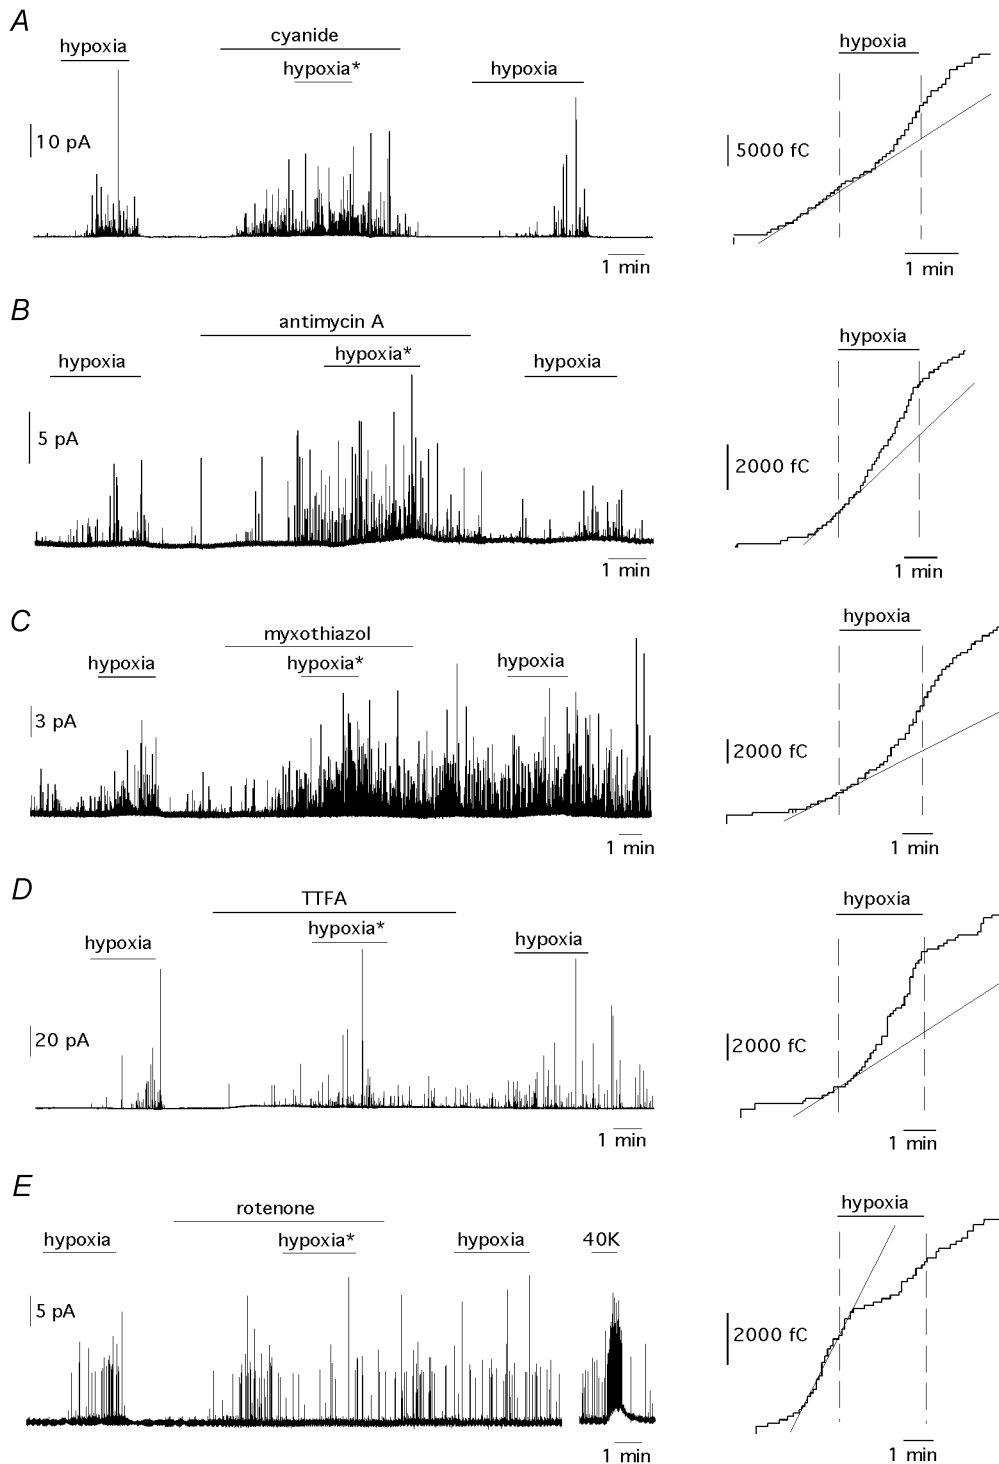 A
hypoxia
cyanide
hypoxia*
hypoxia
10 pA
1 min
hypoxia
5000 fC
1 min
B
antimycin A
hypoxia
hypoxia*
hypoxia
5 pA
1 min
hypoxia
2000 fC
1 min
C
myxothiazol
hypoxia
hypoxia*
hypoxia
3 pA
1 min
hypoxia
2000 fC
1 min
D
TTFA
hypoxia
hypoxia*
hypoxia
20 pA
1 min
hypoxia
2000 fC
1 min
E
rotenone
hypoxia
hypoxia*
hypoxia
40K
5 pA
1 min
hypoxia
2000 fC
1 min